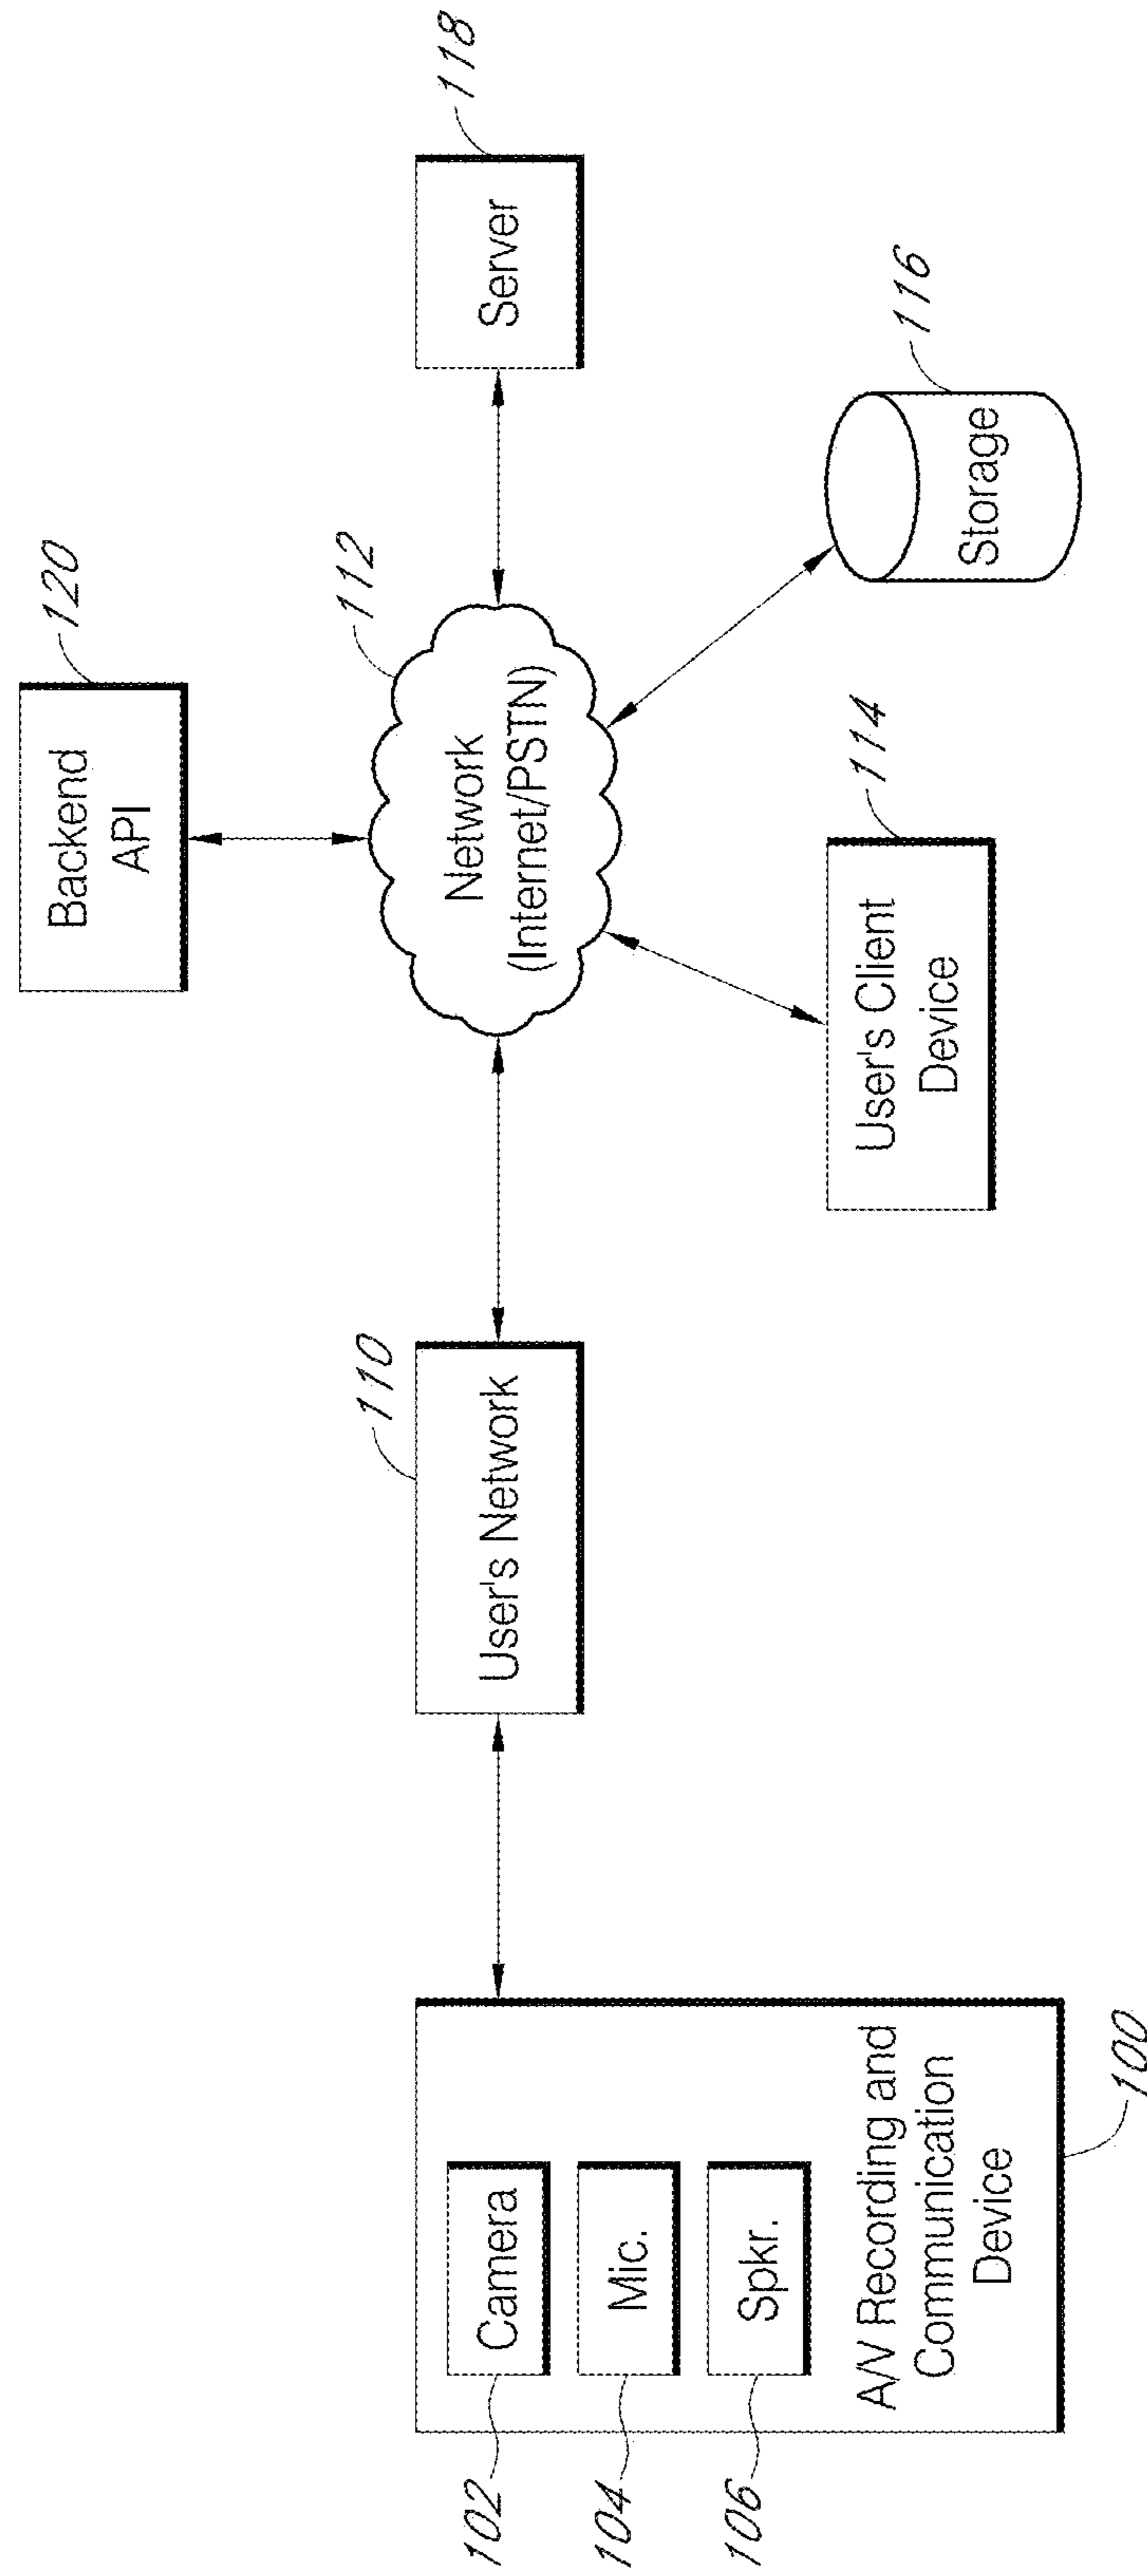 Backend
API
120
112
Network
(Internet/PSTN)
Server
118
110
User's Network
User's Client
Device
114
Storage
116
102
Camera
104
Mic.
106
Spkr.
A/V Recording and
Communication
Device
100